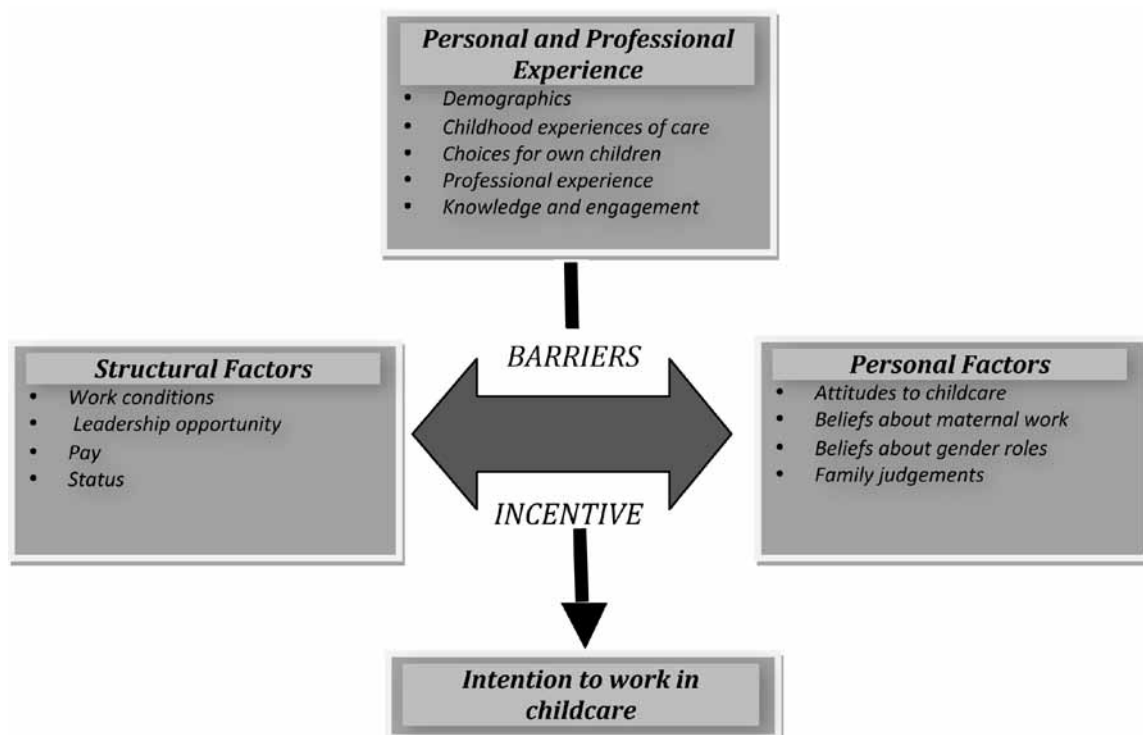 Personal and Professional
Experience
• Demographics
• Childhood experiences of care
• Choices for own children
• Professional experience
• Knowledge and engagement
Structural Factors
• Work conditions
• Leadership opportunity
• Pay
• Status
BARRIERS
INCENTIVE
Personal Factors
• Attitudes to childcare
• Beliefs about maternal work
• Beliefs about gender roles
• Family judgements
Intention to work in
childcare